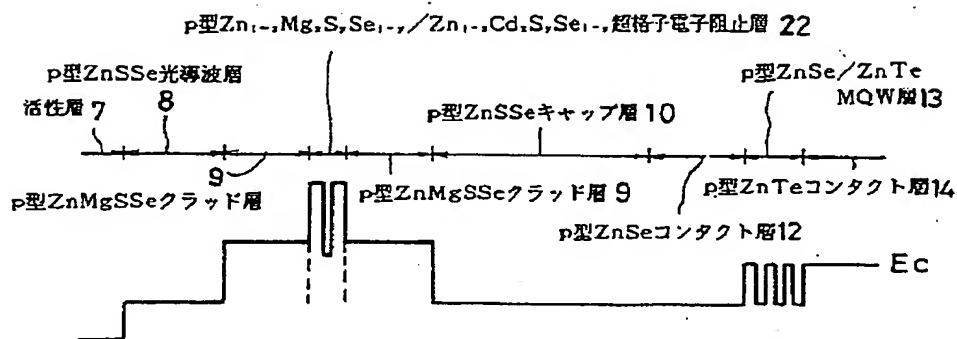 p型Zn₁₋ₓMgₓSᵧSe₁₋ᵧ/Zn₁₋ₓCdₓSᵧSe₁₋ᵧ超格子電子阻止層 22
p型ZnSSe光導波層
8
p型ZnSe/ZnTe
MQW層13
活性層7
p型ZnSSeキャップ層10
9
p型ZnMgSSeクラッド層
p型ZnMgSSeクラッド層 9
p型ZnTeコンタクト層14
p型ZnSeコンタクト層12
Ec